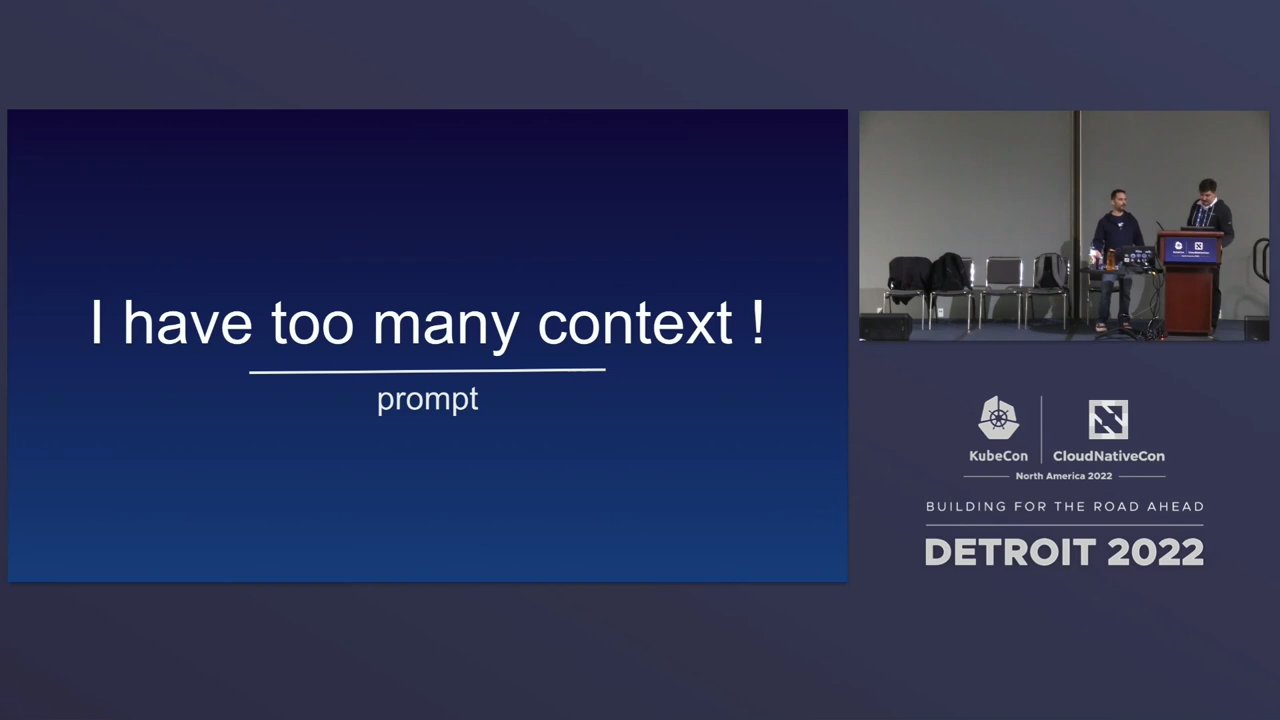 I have too many context !
prompt
KubeCon
CloudNativeCon
North America 2022
BUILDING FOR THE ROAD AHEAD
DETROIT 2022